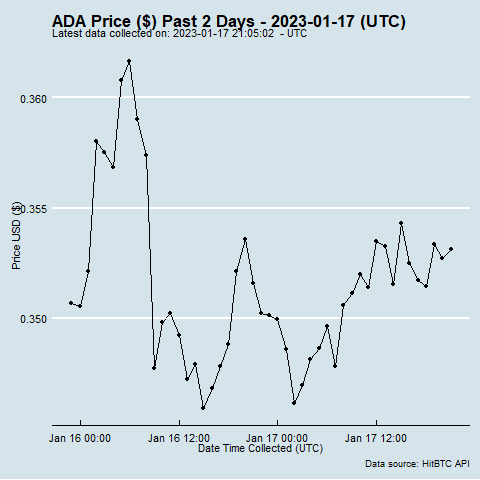 ADA Price ($) Past 2 Days - 2023-01-17 (UTC)
Latest data collected on: 2023-01-17 21:05:02 - UTC
0.360
0.355
0.350
Price USD ($)
Jan 16 00:00 Jan 16 12:00 Jan 17 00:00 Jan 17 12:00
Date Time Collected (UTC)
Data source: HitBTC API